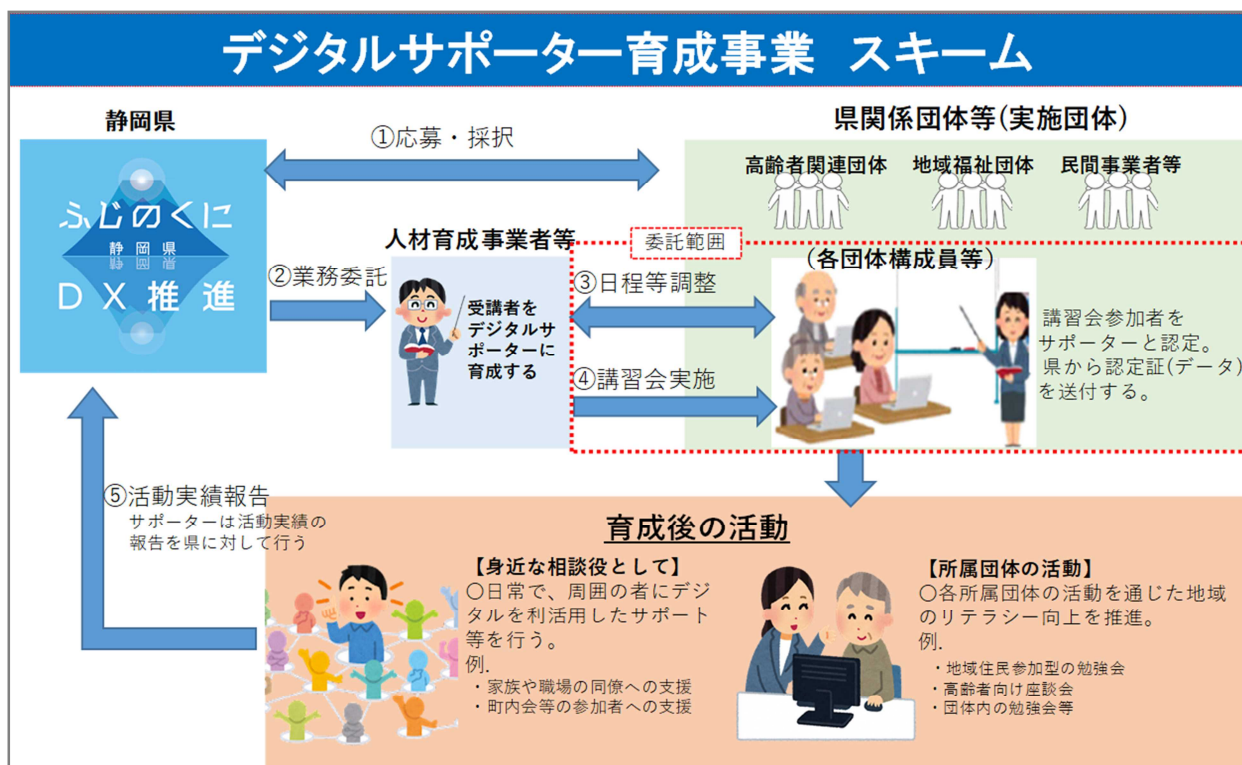 デジタルサポーター育成事業 スキーム
静岡県
ふじのくに
静岡県
DX推進
①応募・採択
県関係団体等(実施団体)
高齢者関連団体
地域福祉団体
民間事業者等
人材育成事業者等
②業務委託
受講者を
デジタルサ
ポーターに
育成する
委託範囲
(各団体構成員等)
③日程等調整
④講習会実施
講習会参加者を
サポーターと認定。
県から認定証(データ)
を送付する。
⑤活動実績報告
サポーターは活動実績の
報告を県に対して行う
育成後の活動
【身近な相談役として】
〇日常で、周囲の者にデジ
タルを利活用したサポート
等を行う。
例.
・家族や職場の同僚への支援
・町内会等の参加者への支援
【所属団体の活動】
〇各所属団体の活動を通じた地域
のリテラシー向上を推進。
例.
・地域住民参加型の勉強会
・高齢者向け座談会
・団体内の勉強会等